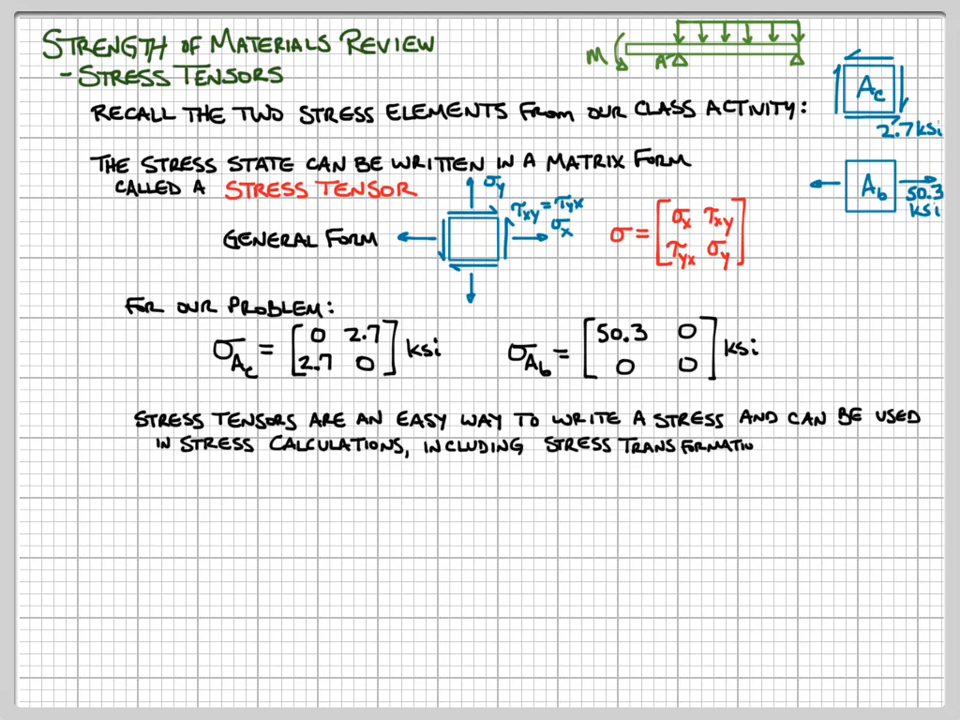 STRENGTH OF MATERIALS REVIEW
- STRESS TENSORS
M A
RECALL THE TWO STRESS ELEMENTS FROM OUR CLASS ACTIVITY:
A_c
2.7 ksi
THE STRESS STATE CAN BE WRITTEN IN A MATRIX FORM
CALLED A STRESS TENSOR
A_b
50.3
ksi
GENERAL FORM
σ_y
τ_xy = τ_yx
σ_x
σ = [σ_x τ_xy
τ_yx σ_y]
FOR OUR PROBLEM:
σ_A_c = [0 2.7
2.7 0] ksi
σ_A_b = [50.3 0
0 0] ksi
STRESS TENSORS ARE AN EASY WAY TO WRITE A STRESS AND CAN BE USED
IN STRESS CALCULATIONS, INCLUDING STRESS TRANSFORMATIO